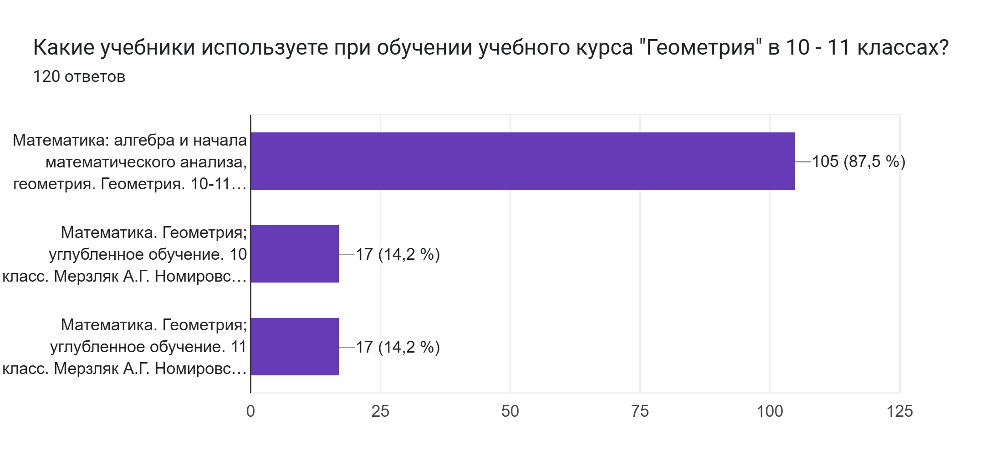 Какие учебники используете при обучении учебного курса "Геометрия" в 10 - 11 классах?
120 ответов
Математика: алгебра и начала
математического анализа,
геометрия. Геометрия. 10-11…
105 (87,5 %)
Математика. Геометрия;
углубленное обучение. 10
класс. Мерзляк А.Г. Номировс…
17 (14,2 %)
Математика. Геометрия;
углубленное обучение. 11
класс. Мерзляк А.Г. Номировс…
17 (14,2 %)
0 25 50 75 100 125